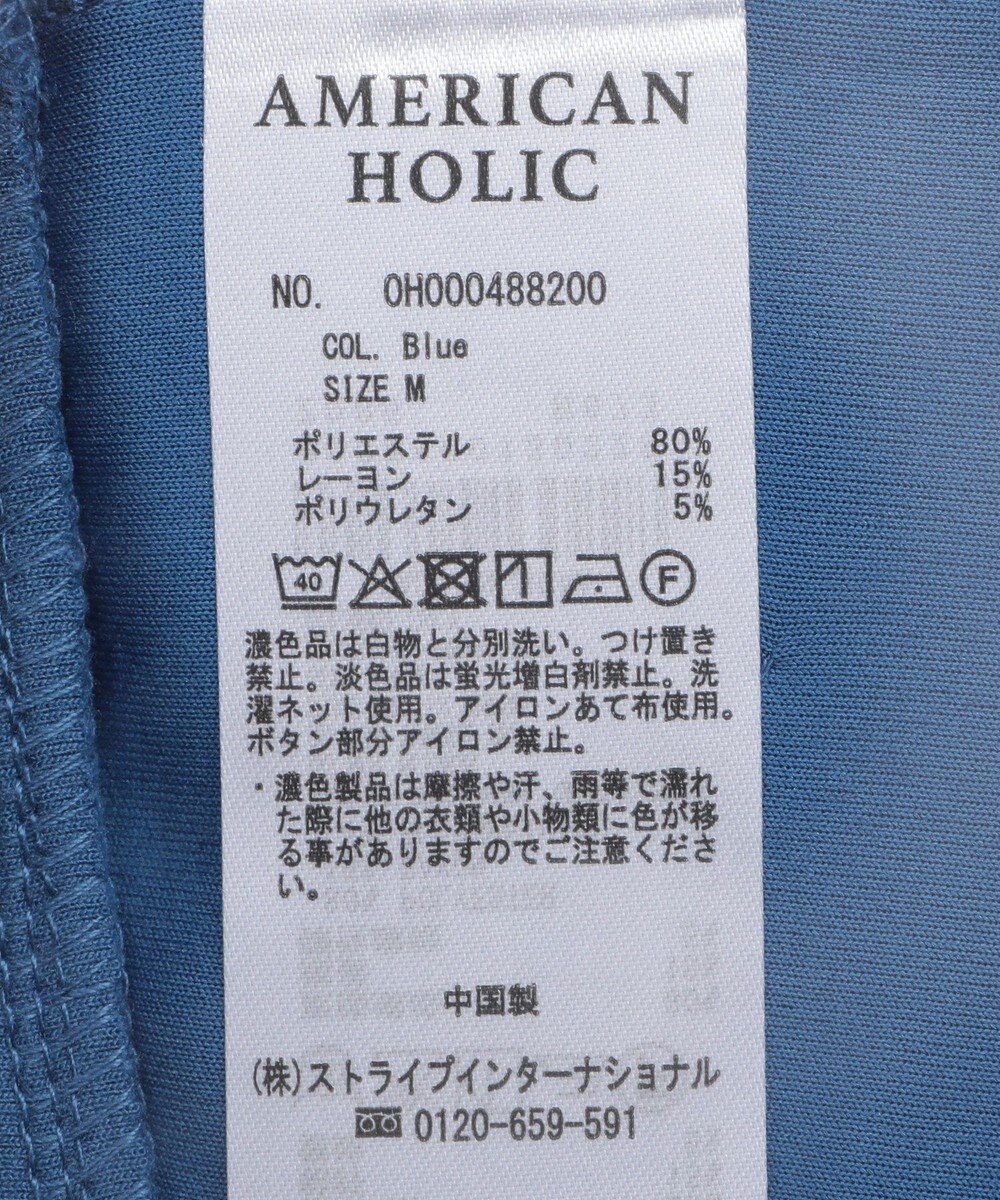 AMERICAN
HOLIC
NO. 0H000488200
COL. Blue
SIZE M
ポリエステル 80%
レーヨン 15%
ポリウレタン 5%
40 F
濃色品は白物と分別洗い。つけ置き
禁止。淡色品は蛍光増白剤禁止。洗
濯ネット使用。アイロンあて布使用。
ボタン部分アイロン禁止。
・濃色製品は摩擦や汗、雨等で濡れ
た際に他の衣類や小物類に色が移
る事がありますのでご注意くださ
い。
中国製
(株)ストライプインターナショナル
0120-659-591